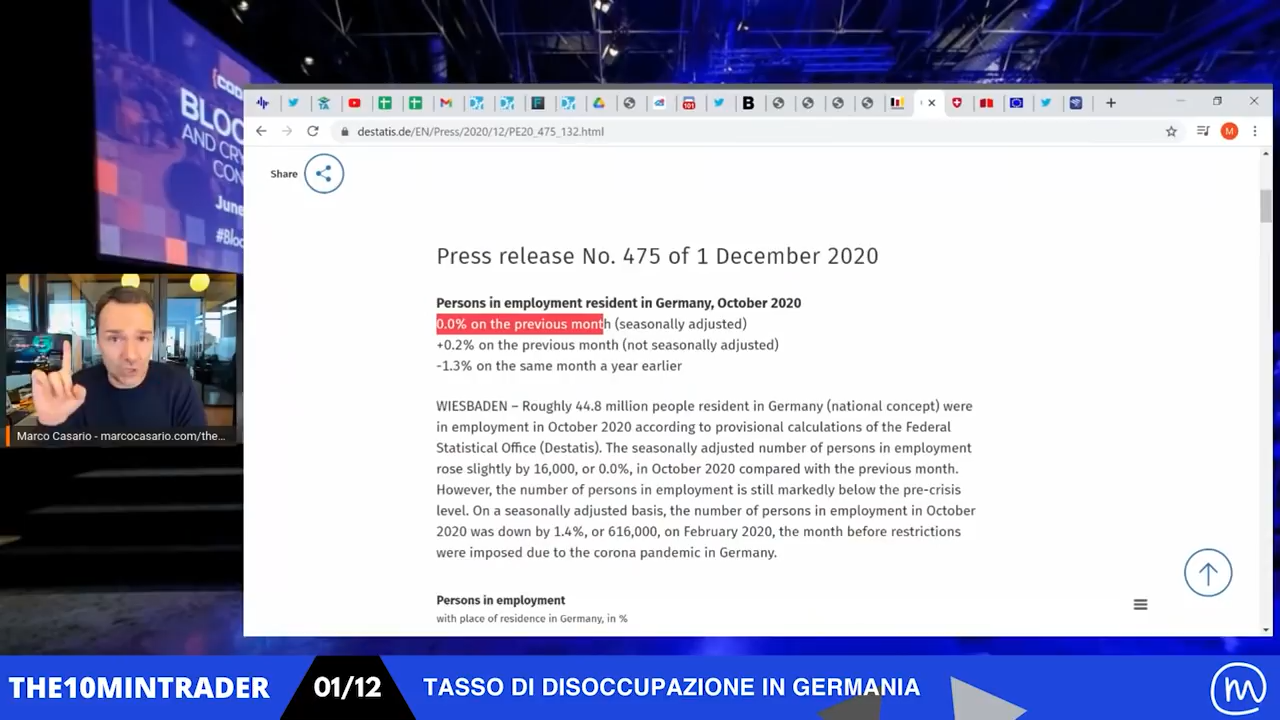 BLO
AND CRY
CON
June
#Bloc
destatis.de/EN/Press/2020/12/PE20_475_132.html
M
Share
Press release No. 475 of 1 December 2020
Persons in employment resident in Germany, October 2020
0.0% on the previous month (seasonally adjusted)
+0.2% on the previous month (not seasonally adjusted)
-1.3% on the same month a year earlier
WIESBADEN – Roughly 44.8 million people resident in Germany (national concept) were
in employment in October 2020 according to provisional calculations of the Federal
Statistical Office (Destatis). The seasonally adjusted number of persons in employment
rose slightly by 16,000, or 0.0%, in October 2020 compared with the previous month.
However, the number of persons in employment is still markedly below the pre-crisis
level. On a seasonally adjusted basis, the number of persons in employment in October
2020 was down by 1.4%, or 616,000, on February 2020, the month before restrictions
were imposed due to the corona pandemic in Germany.
Persons in employment
with place of residence in Germany, in %
Marco Casario - marcocasario.com/the...
THE10MINTRADER
01/12
TASSO DI DISOCCUPAZIONE IN GERMANIA
m